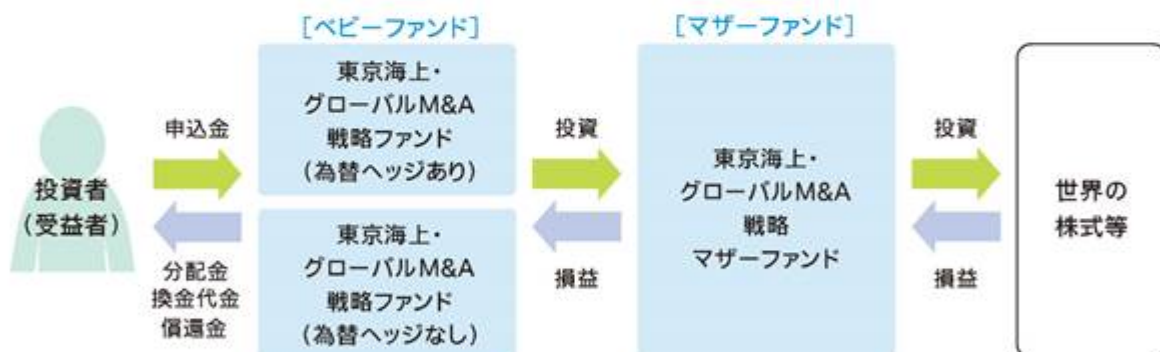 [ベビーファンド]
[マザーファンド]
投資者
(受益者)
申込金
分配金
換金代金
償還金
東京海上・
グローバルM&A
戦略ファンド
(為替ヘッジあり)
東京海上・
グローバルM&A
戦略ファンド
(為替ヘッジなし)
投資
損益
東京海上・
グローバルM&A
戦略
マザーファンド
投資
損益
世界の
株式等